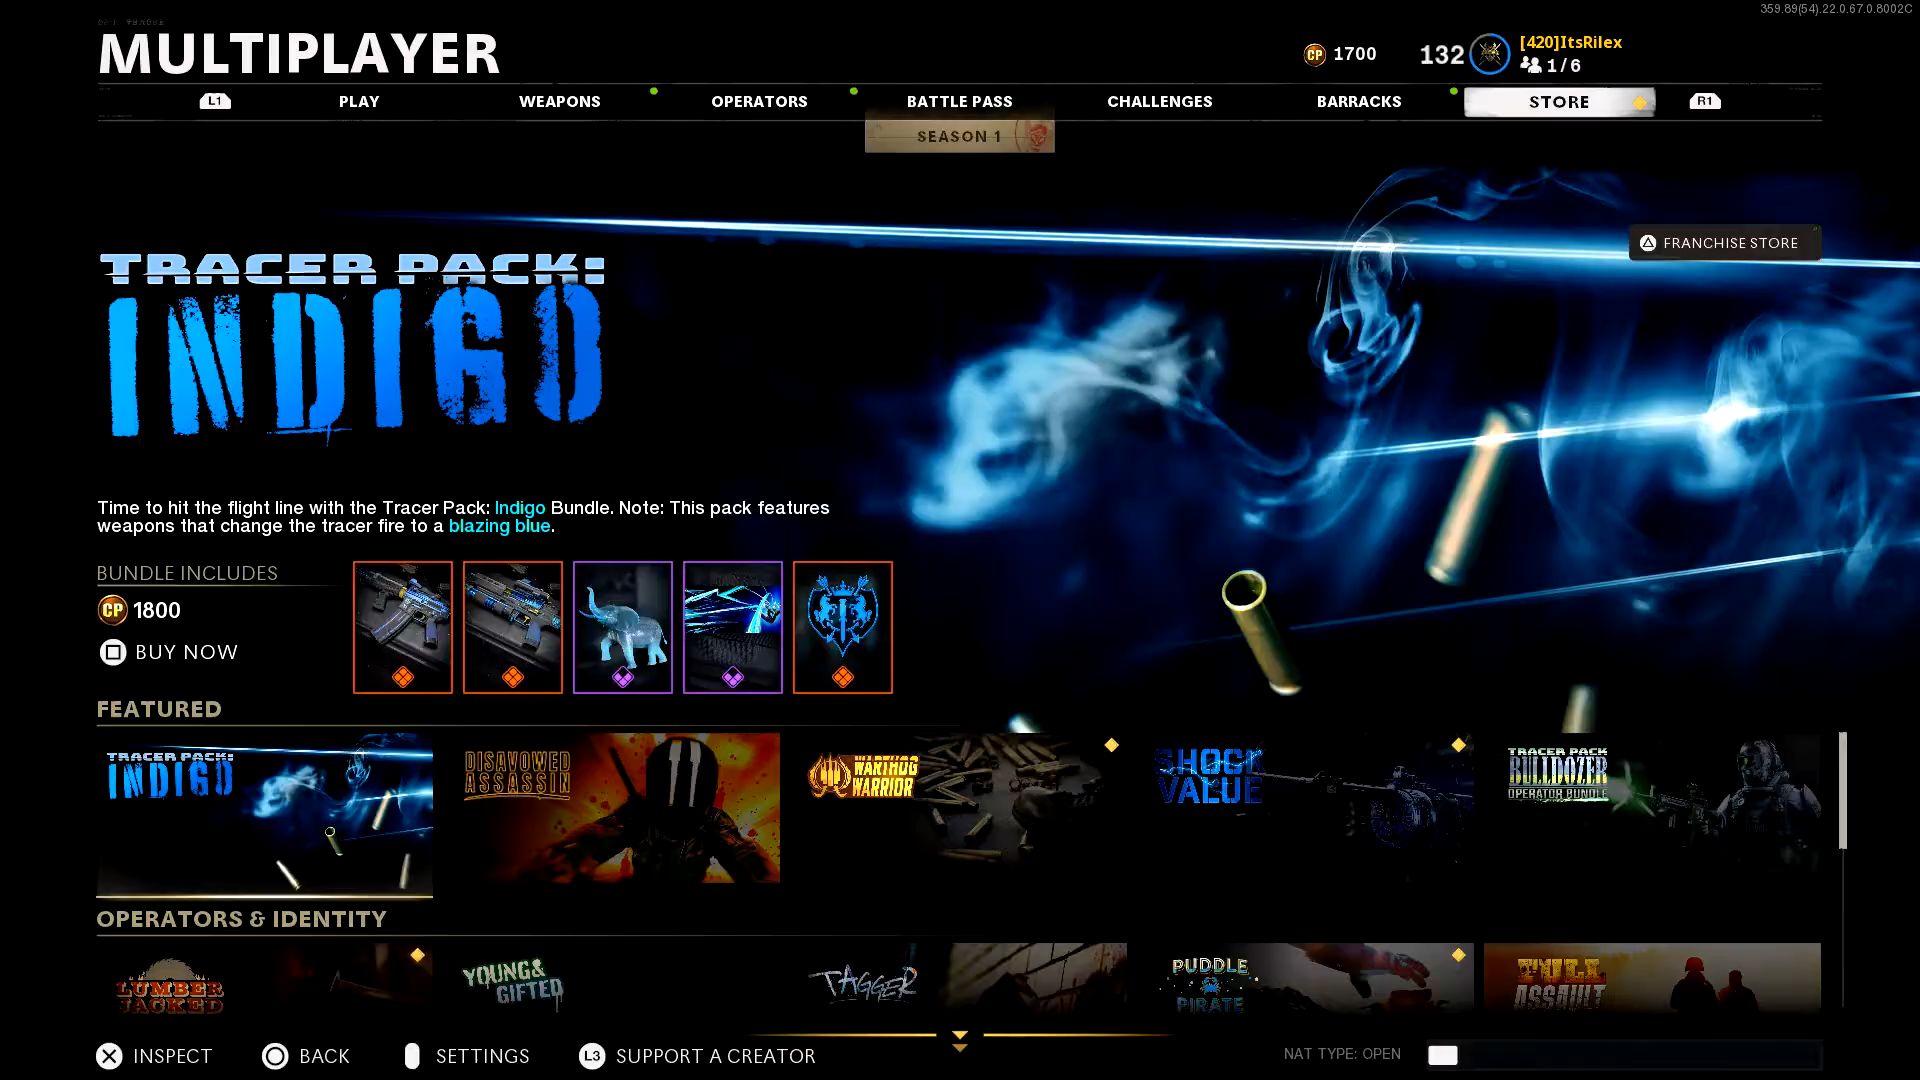 359.89(54).22.0.67.0.8002C
MULTIPLAYER
CP 1700
132
[420]ItsRilex
1/6
L1
PLAY
WEAPONS
OPERATORS
BATTLE PASS
CHALLENGES
BARRACKS
STORE
R1
SEASON 1
FRANCHISE STORE
TRACER PACK:
INDIGO
Time to hit the flight line with the Tracer Pack: Indigo Bundle. Note: This pack features
weapons that change the tracer fire to a blazing blue.
BUNDLE INCLUDES
CP 1800
BUY NOW
FEATURED
TRACER PACK:
INDIGO
DISAVOWED
ASSASSIN
WARTHOG
WARRIOR
SHOCK
VALUE
TRACER PACK
BULLDOZER
OPERATOR BUNDLE
OPERATORS & IDENTITY
LUMBER
JACKED
YOUNG &
GIFTED
TAGGER
PUDDLE
PIRATE
FULL
ASSAULT
INSPECT
BACK
SETTINGS
L3 SUPPORT A CREATOR
NAT TYPE: OPEN